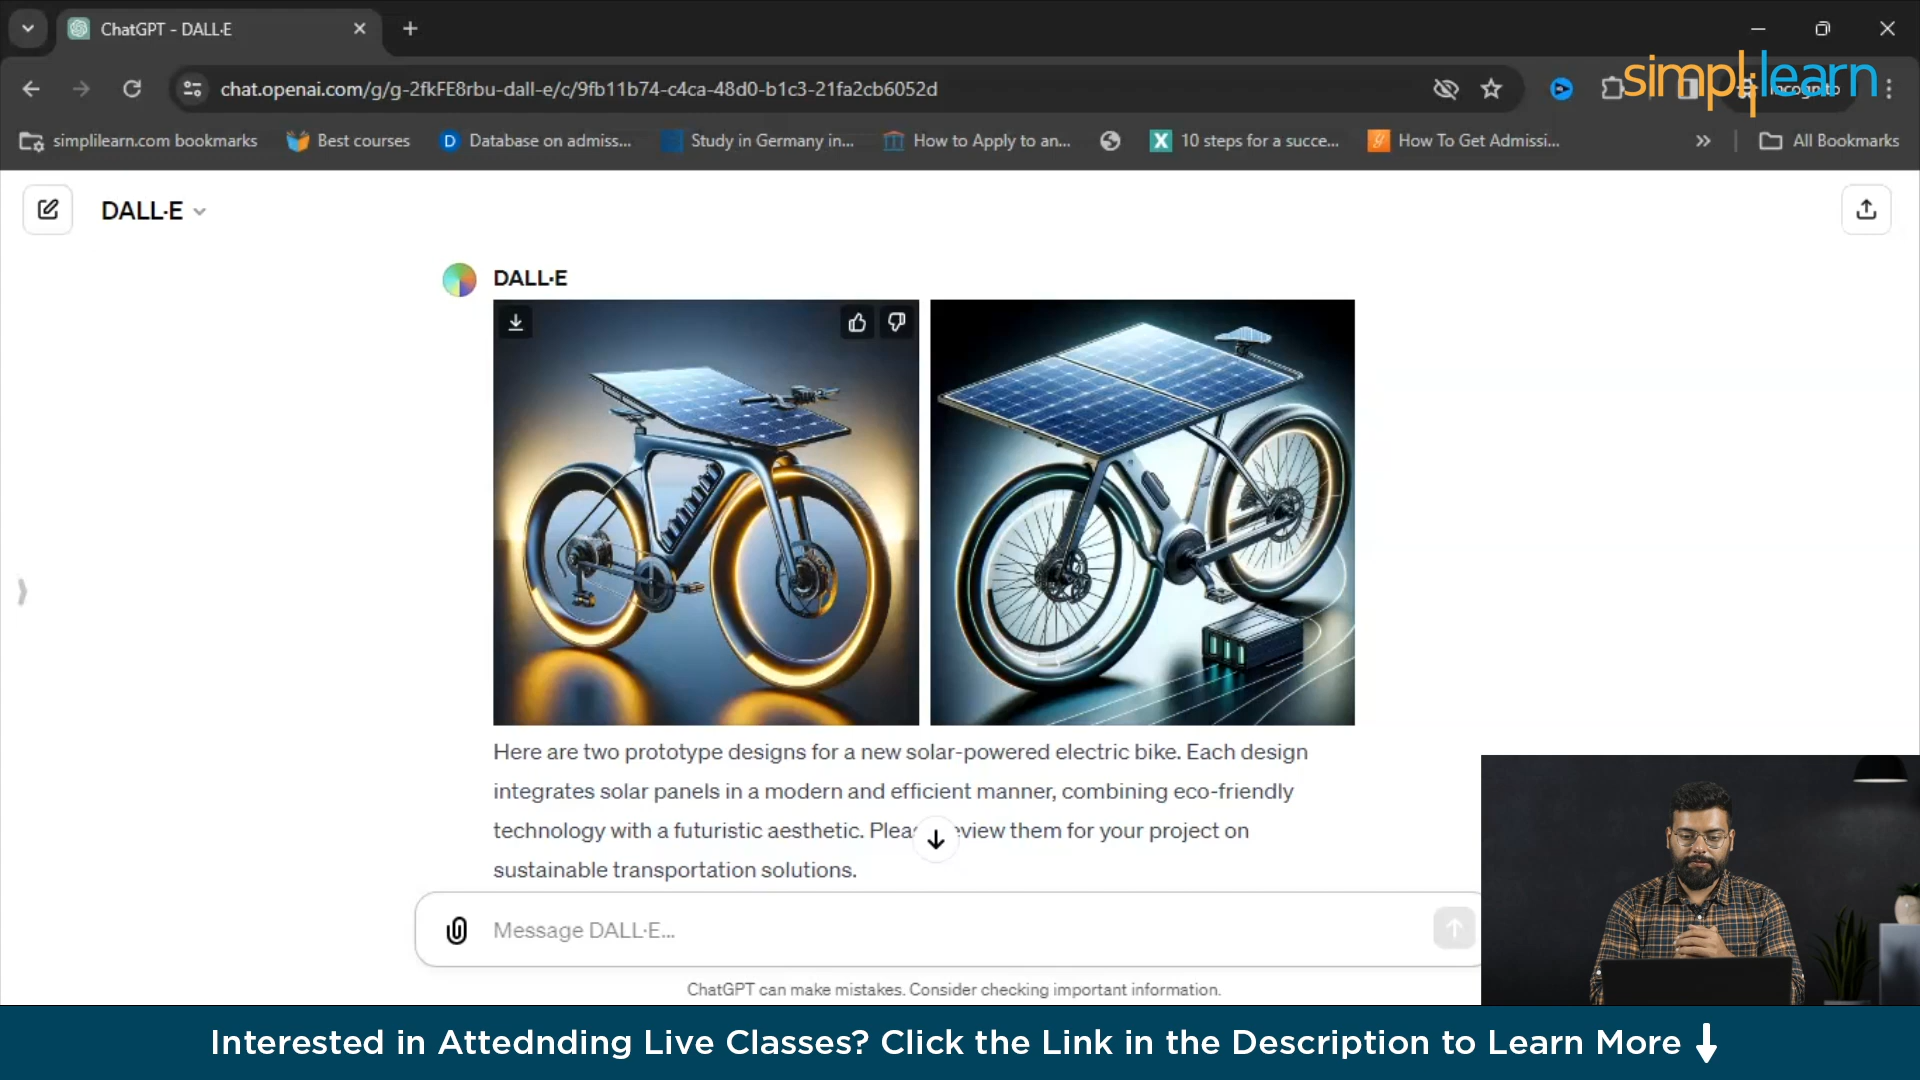 ChatGPT - DALL·E
simplilearn
chat.openai.com/g/g-2fkFE8rbu-dall-e/c/9fb11b74-c4ca-48d0-b1c3-21fa2cb6052d
Incognito
simplilearn.com bookmarks
Best courses
D
Database on admiss...
Study in Germany in...
How to Apply to an...
X
10 steps for a succe...
How To Get Admissi...
All Bookmarks
DALL·E
DALL·E
Here are two prototype designs for a new solar-powered electric bike. Each design
integrates solar panels in a modern and efficient manner, combining eco-friendly
technology with a futuristic aesthetic. Plea view them for your project on
sustainable transportation solutions.
Message DALL·E...
ChatGPT can make mistakes. Consider checking important information.
Interested in Attednding Live Classes? Click the Link in the Description to Learn More